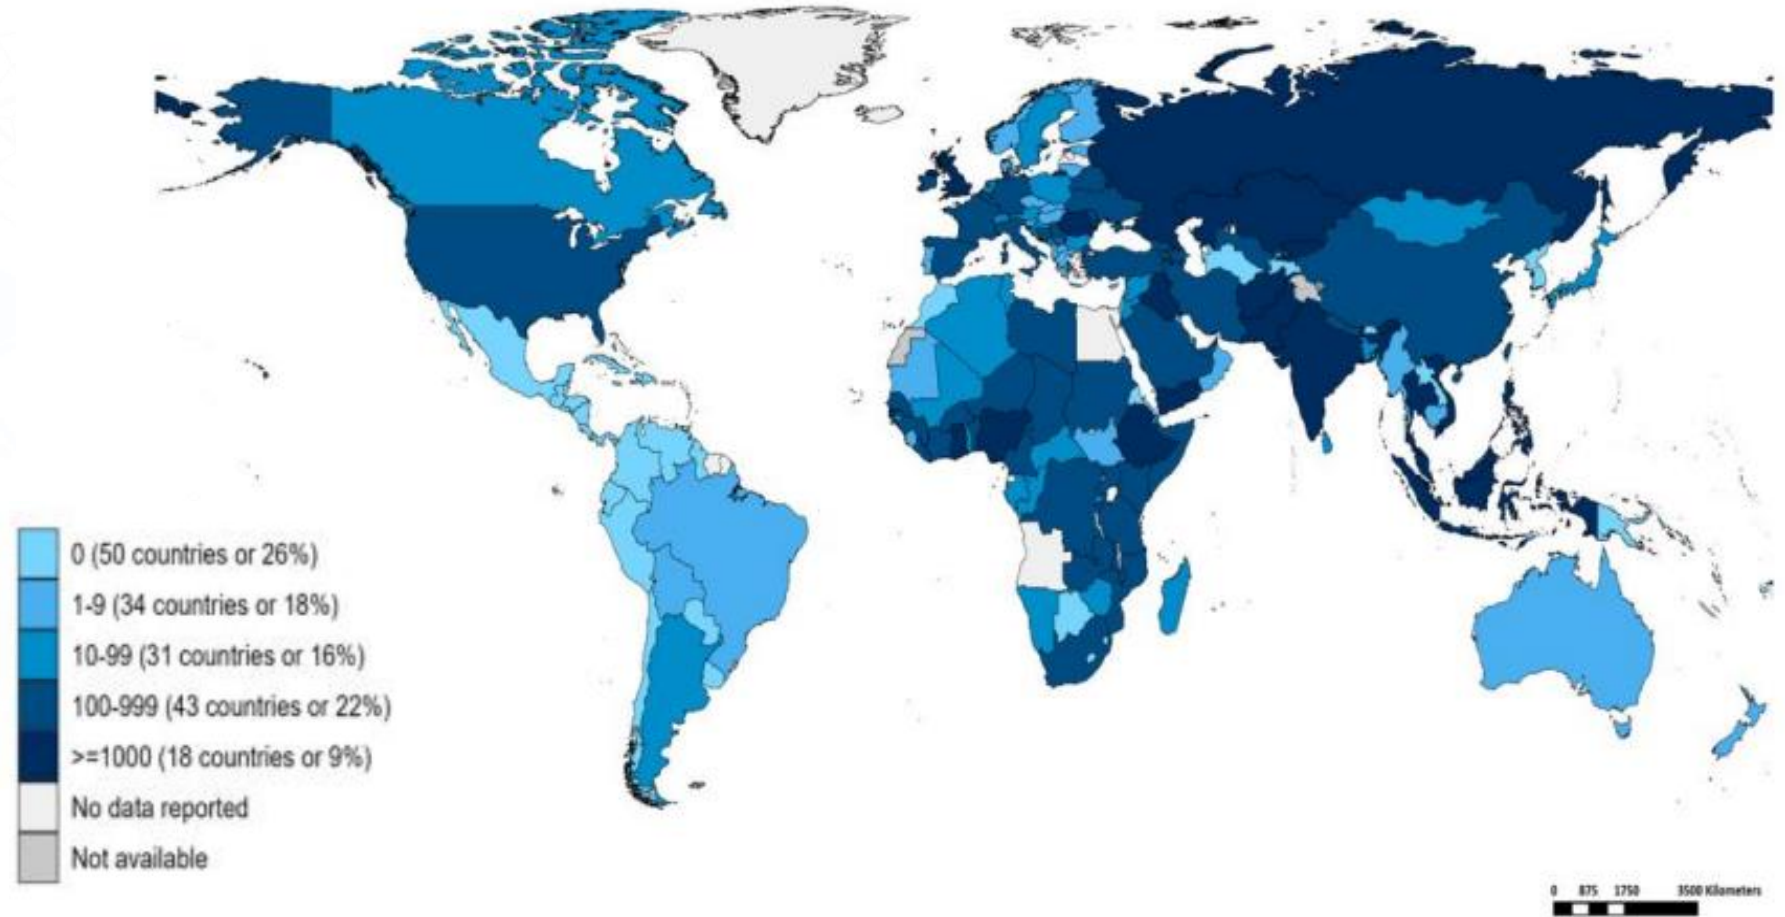 0 (50 countries or 26%)
1-9 (34 countries or 18%)
10-99 (31 countries or 16%)
100-999 (43 countries or 22%)
>=1000 (18 countries or 9%)
No data reported
Not available
0 875 1750 3500 Kilometers